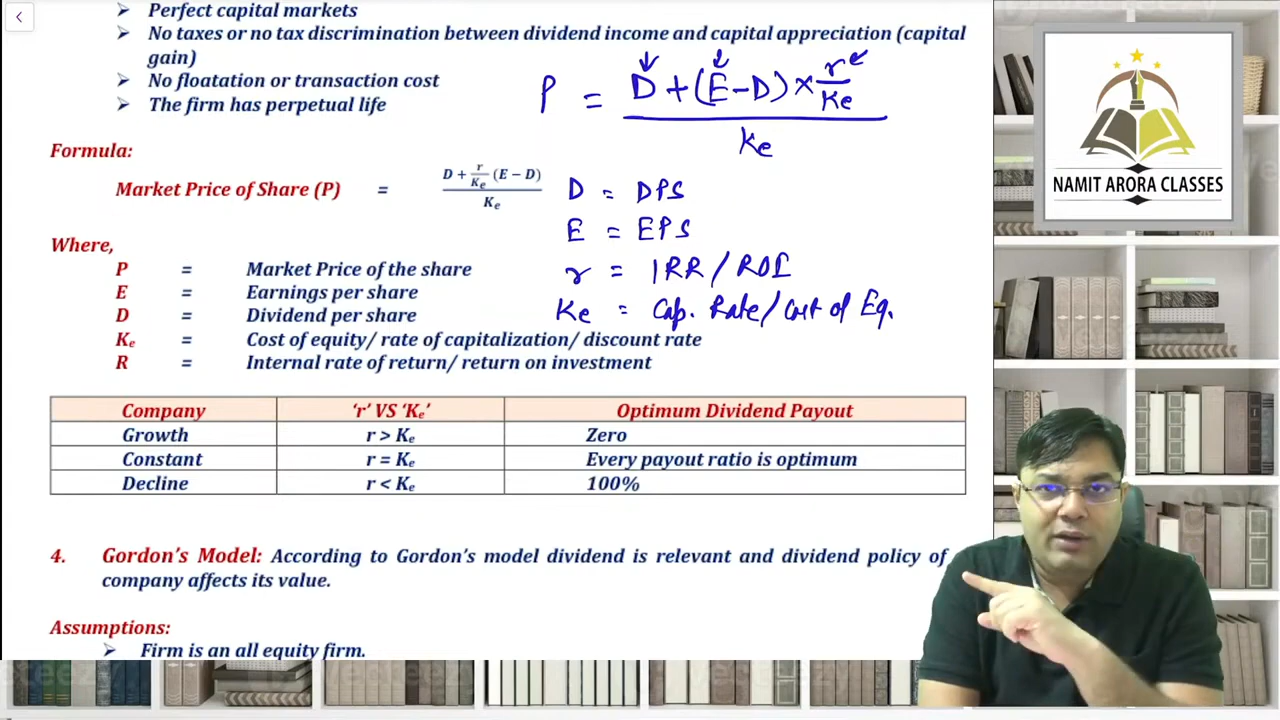 ➢ Perfect capital markets
➢ No taxes or no tax discrimination between dividend income and capital appreciation (capital
gain)
➢ No floatation or transaction cost
➢ The firm has perpetual life
P = D + (E – D) × r/Ke
Ke
Formula:
Market Price of Share (P) = D + r/Ke (E – D)
Ke
D = DPS
E = EPS
r = IRR / ROI
Ke = Cap. Rate / Cost of Eq.
Where,
P = Market Price of the share
E = Earnings per share
D = Dividend per share
Ke = Cost of equity/ rate of capitalization/ discount rate
R = Internal rate of return/ return on investment
Company 'r' VS 'Ke' Optimum Dividend Payout
Growth r > Ke Zero
Constant r = Ke Every payout ratio is optimum
Decline r < Ke 100%
4. Gordon's Model: According to Gordon's model dividend is relevant and dividend policy of
company affects its value.
Assumptions:
➢ Firm is an all equity firm.
NAMIT ARORA CLASSES